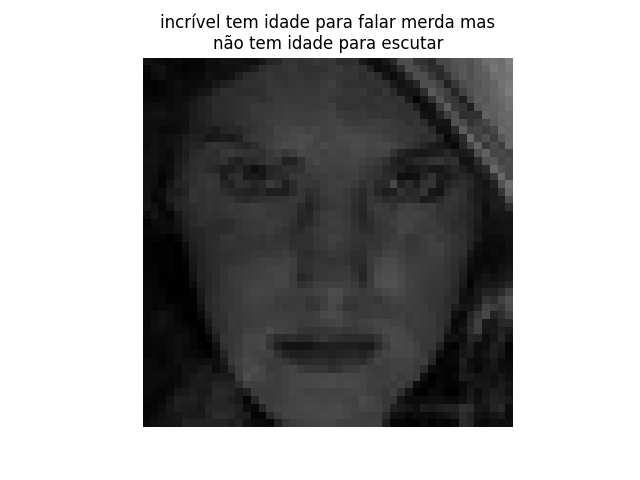 incrível tem idade para falar merda mas
não tem idade para escutar